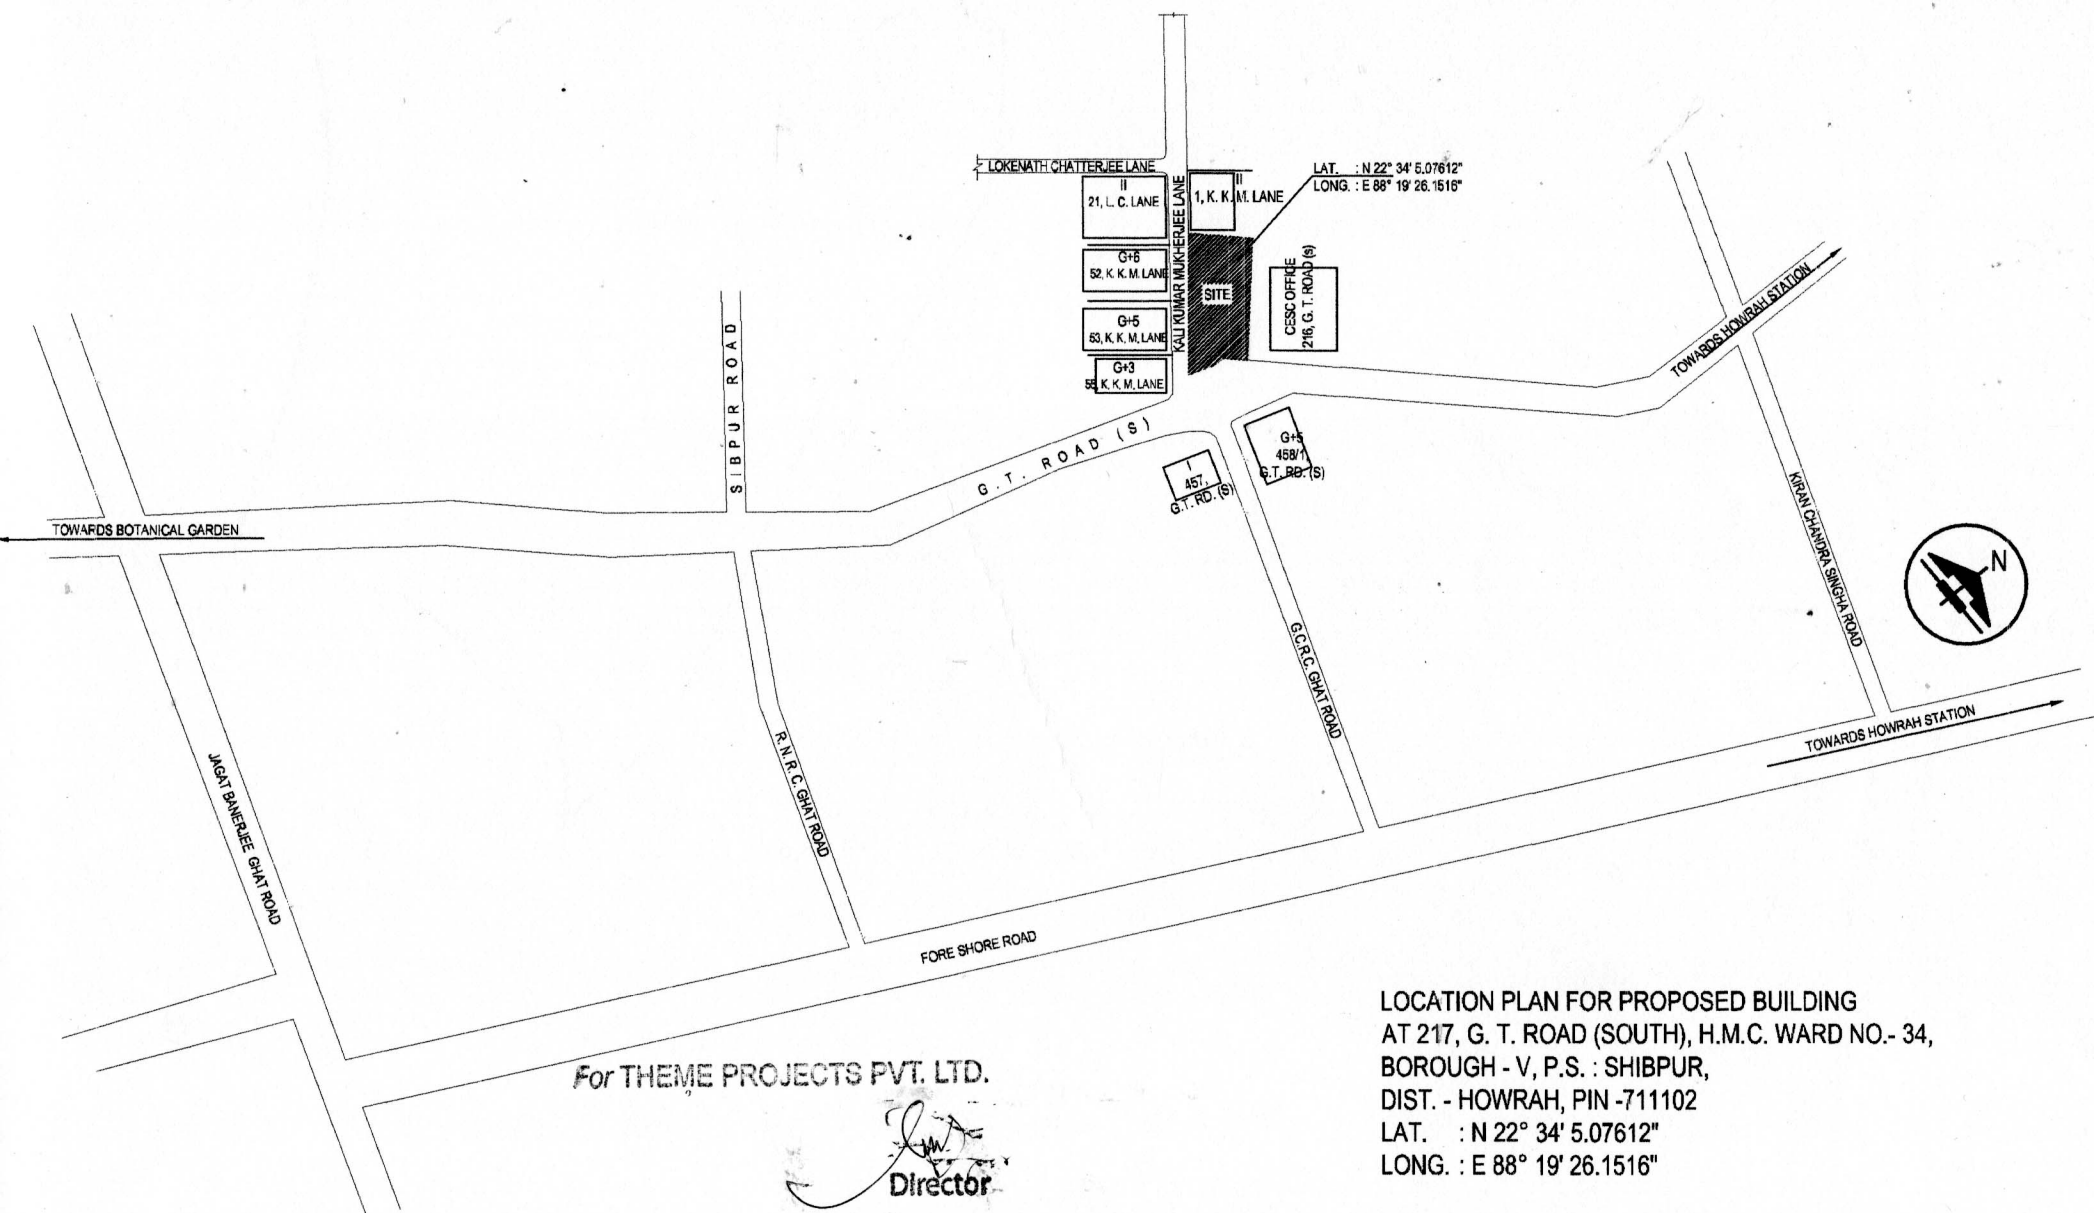 LOKENATH CHATTERJEE LANE
LAT. : N 22° 34' 5.07612"
LONG. : E 88° 19' 26.1516"
II
21, L. C. LANE
II
1, K. K. M. LANE
KALI KUMAR MUKHERJEE LANE
G+6
52, K. K. M. LANE
SITE
CESC OFFICE
216, G. T. ROAD (s)
G+5
53, K. K. M. LANE
G+3
55, K. K. M. LANE
TOWARDS HOWRAH STATION
SIBPUR ROAD
G. T. ROAD (S)
I
457,
G.T. RD. (S)
G+5
458/1,
G.T. RD. (S)
TOWARDS BOTANICAL GARDEN
KIRAN CHANDRA SINGHA ROAD
N
G.C.R.C. GHAT ROAD
JAGAT BANERJEE GHAT ROAD
R. N. R. C. GHAT ROAD
TOWARDS HOWRAH STATION
FORE SHORE ROAD
LOCATION PLAN FOR PROPOSED BUILDING
AT 217, G. T. ROAD (SOUTH), H.M.C. WARD NO.- 34,
BOROUGH - V, P.S. : SHIBPUR,
DIST. - HOWRAH, PIN -711102
LAT. : N 22° 34' 5.07612"
LONG. : E 88° 19' 26.1516"
For THEME PROJECTS PVT. LTD.
Director